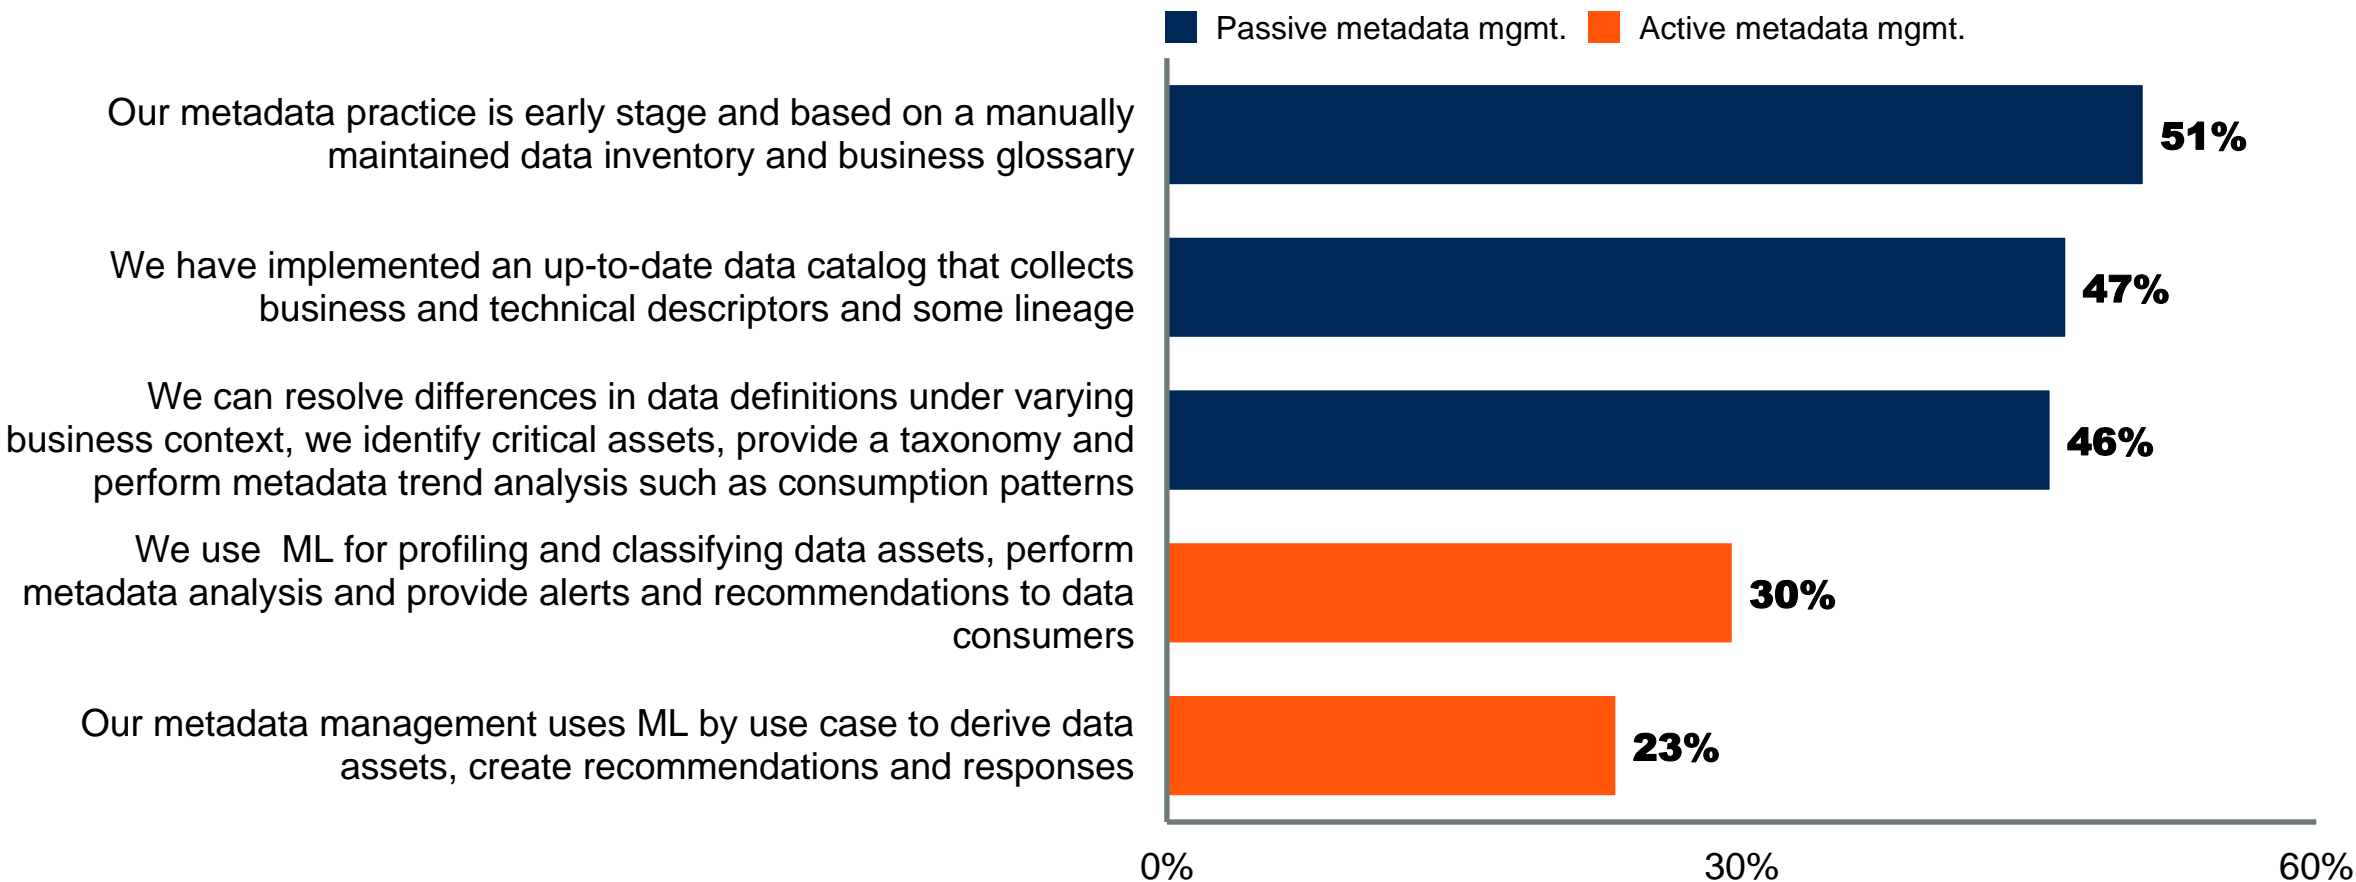 Passive metadata mgmt. Active metadata mgmt.
Our metadata practice is early stage and based on a manually
maintained data inventory and business glossary
51%
We have implemented an up-to-date data catalog that collects
business and technical descriptors and some lineage
47%
We can resolve differences in data definitions under varying
business context, we identify critical assets, provide a taxonomy and
perform metadata trend analysis such as consumption patterns
46%
We use  ML for profiling and classifying data assets, perform
metadata analysis and provide alerts and recommendations to data
consumers
30%
Our metadata management uses ML by use case to derive data
assets, create recommendations and responses
23%
0% 30% 60%